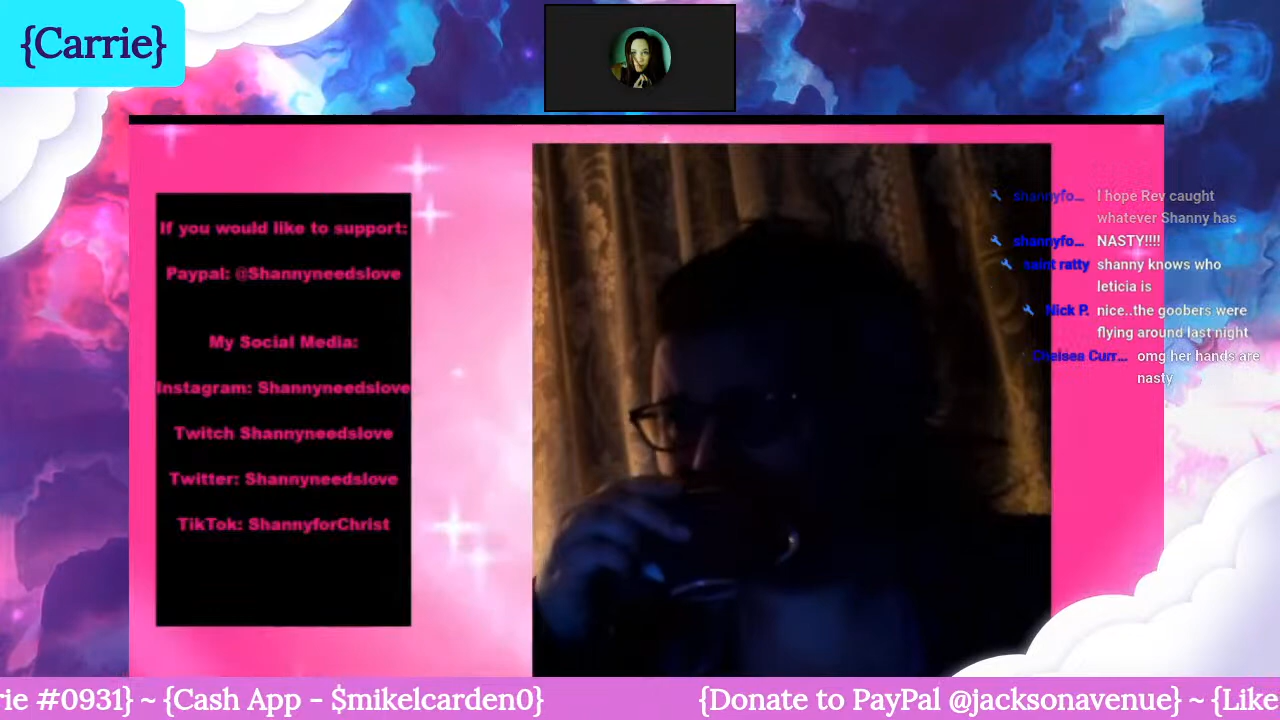 {Carrie}
If you would like to support:
Paypal: @Shannyneedslove
My Social Media:
Instagram: Shannyneedslove
Twitch Shannyneedslove
Twitter: Shannyneedslove
TikTok: ShannyforChrist
shannyfo... I hope Rev caught
whatever Shanny has
shannyfo... NASTY!!!!
saint ratty shanny knows who
leticia is
Nick P. nice..the goobers were
flying around last night
Chelsea Curr... omg her hands are
nasty
rie #0931} ~ {Cash App - $mikelcarden0} {Donate to PayPal @jacksonavenue} ~ {Like